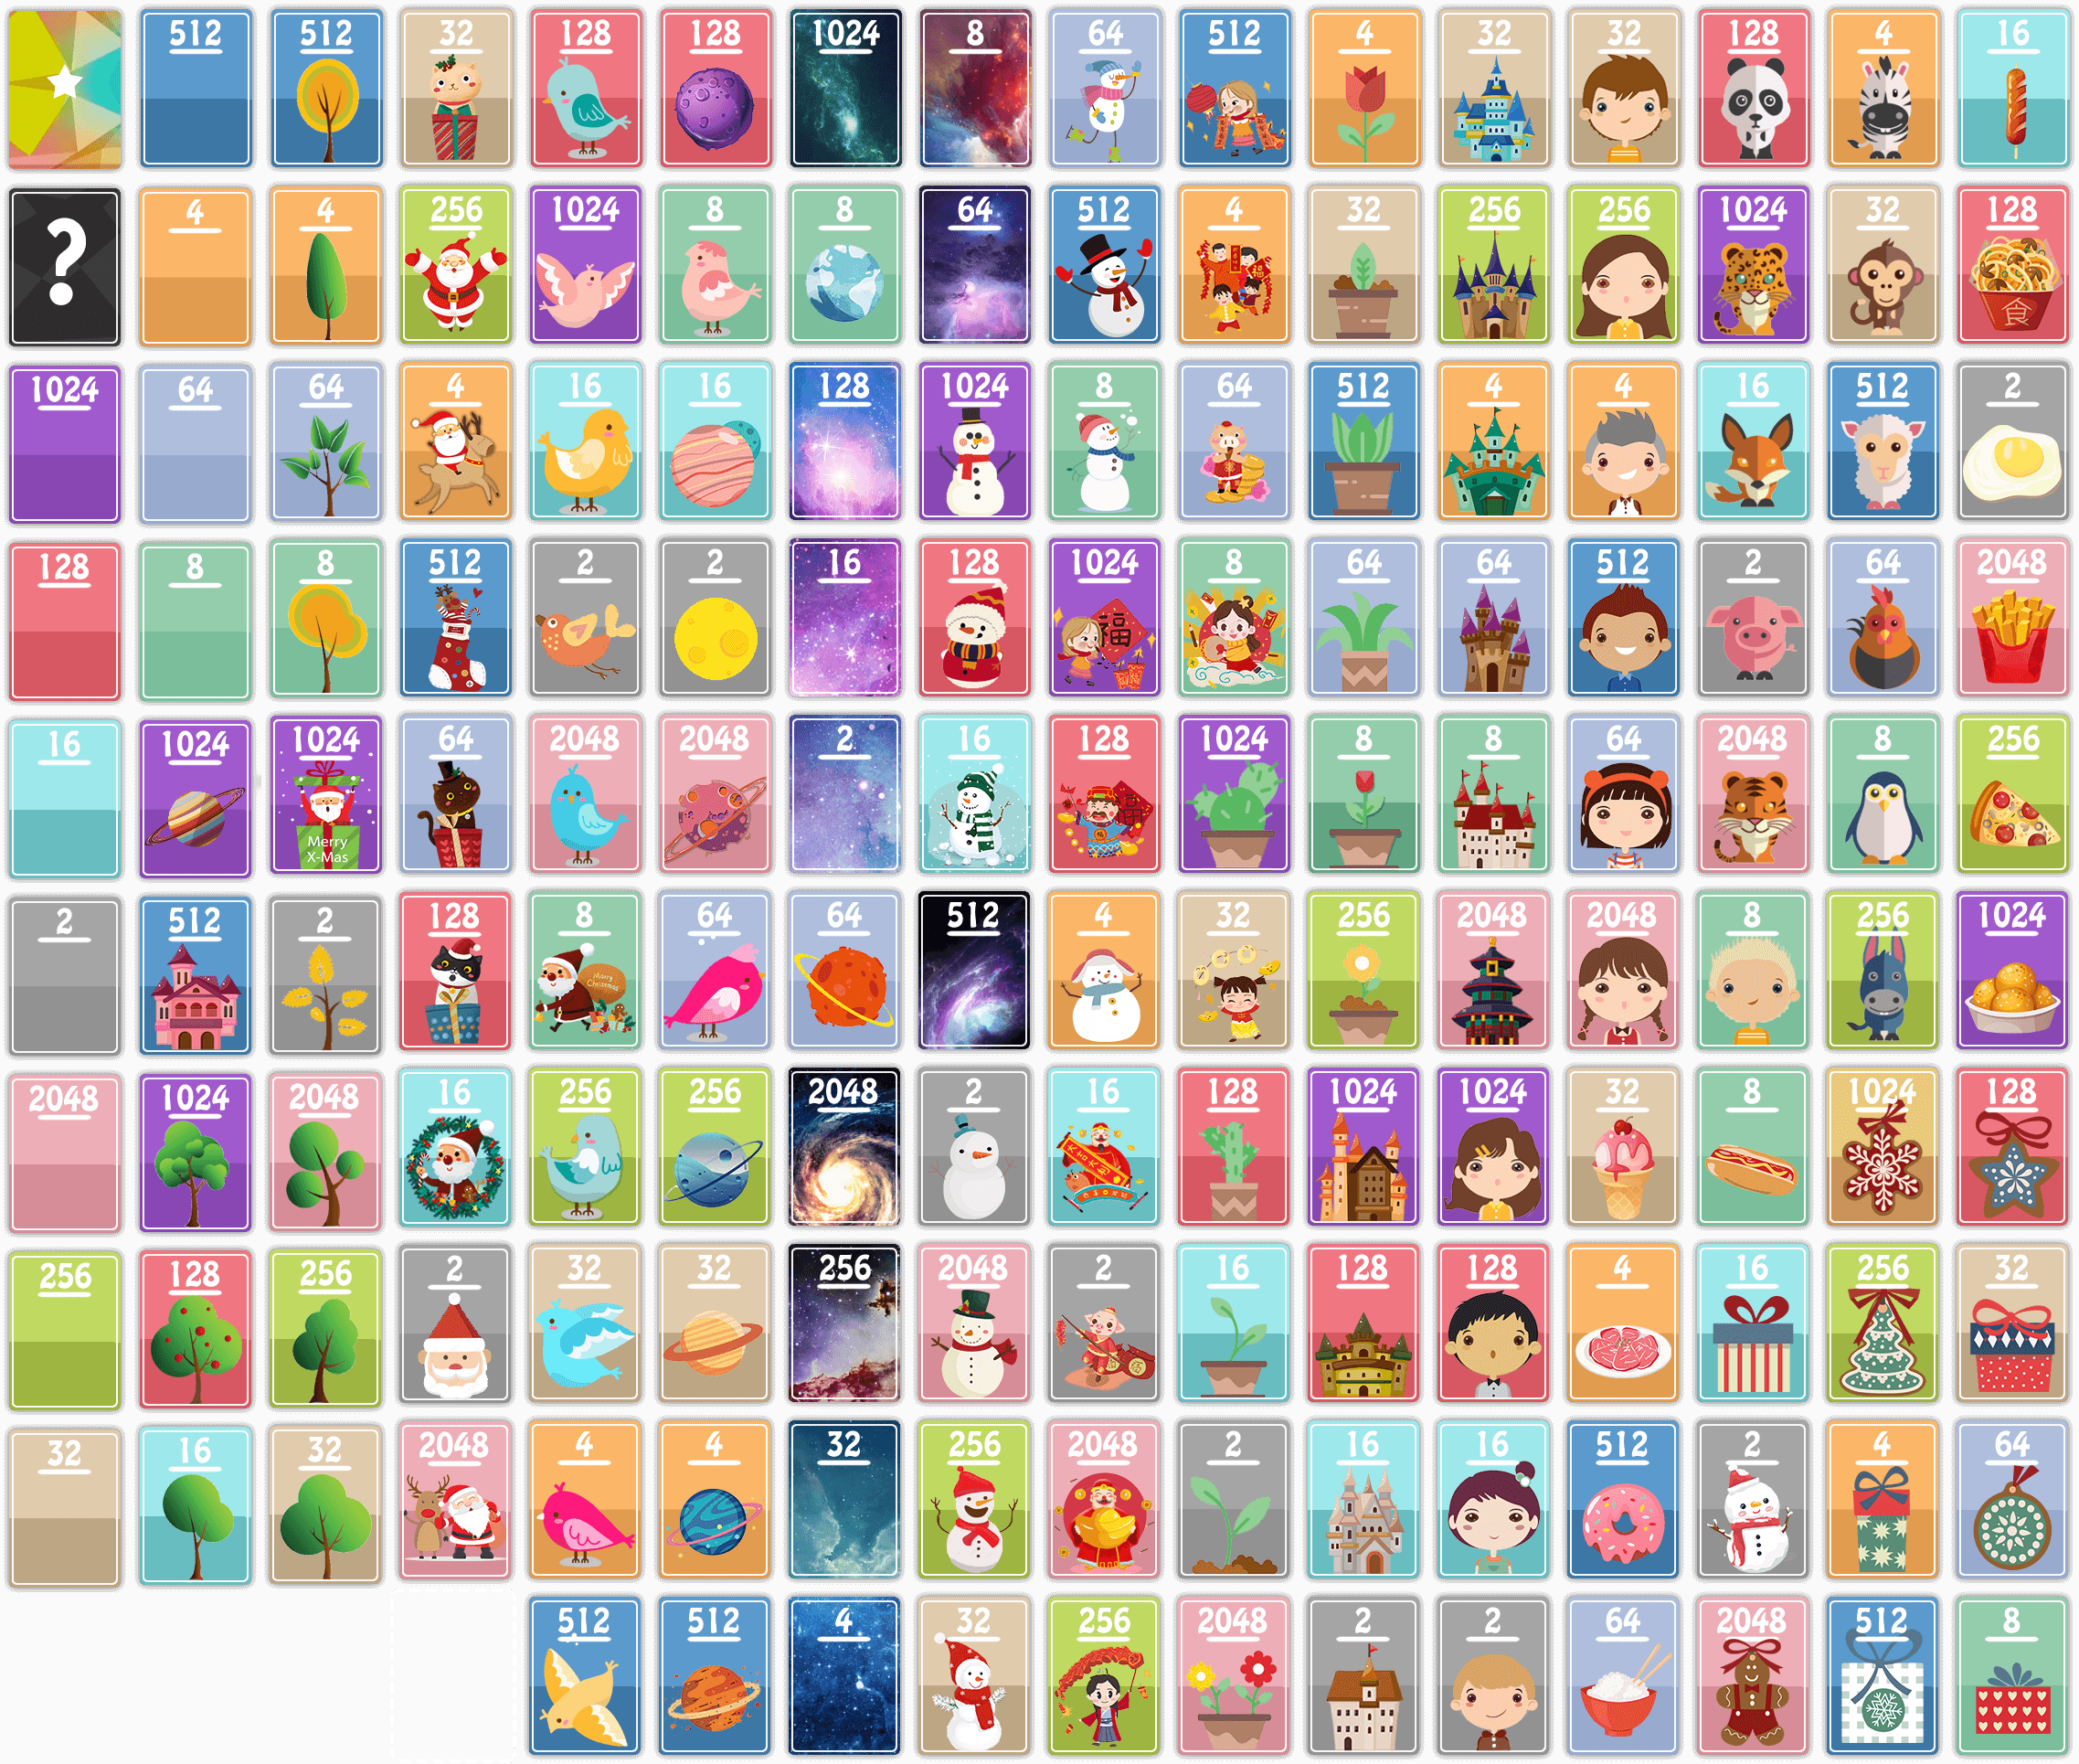 512 512 32 128 128 1024 8 64 512 4 32 32 128 4 16
? 4 4 256 1024 8 8 64 512 4 32 256 256 1024 32 128
食
1024 64 64 4 16 16 128 1024 8 64 512 4 4 16 512 2
128 8 8 512 2 2 16 128 1024 8 64 64 512 2 64 2048
福
16 1024 1024 64 2048 2048 2 16 128 1024 8 8 64 2048 8 256
福
Merry
X-Mas
2 512 2 128 8 64 64 512 4 32 256 2048 2048 8 256 1024
Merry
Christmas
2048 1024 2048 16 256 256 2048 2 16 128 1024 1024 32 8 1024 128
256 128 256 2 32 32 256 2048 2 16 128 128 4 16 256 32
32 16 32 2048 4 4 32 256 2048 2 16 16 512 2 4 64
512 512 4 32 256 2048 2 2 64 2048 512 8